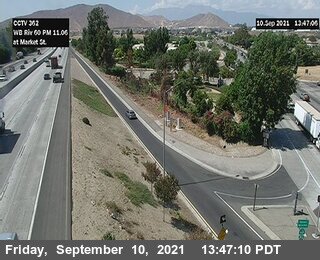 CCTV 362
WB Riv 60 PM 11.06
at Market St.
10.Sep 2021
13:47.06
Friday, September 10, 2021 13:47:10 PDT